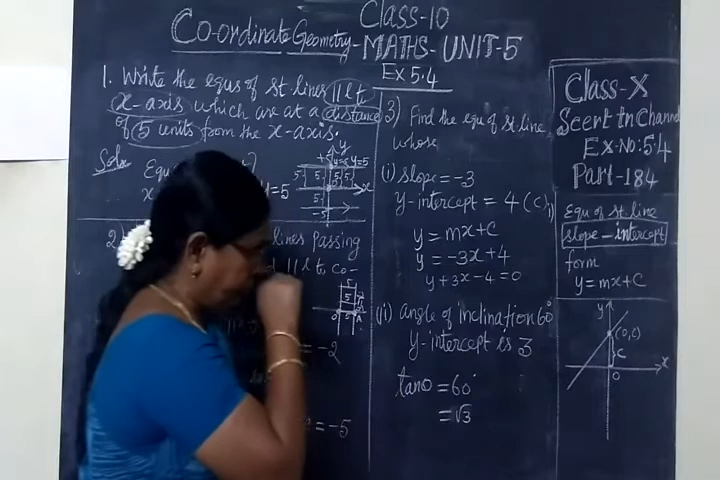 Class-10
Co-ordinate Geometry-MATHS-UNIT-5
Ex 5.4
1. Write the equs of st. lines ||l to
x-axis which are at a distance
of 5 units from the x-axis.
Soln
y=5
-5
2)
lines passing
||l to co-
= -2
= -5
3) Find the equ of st. line
whose
(i) slope = -3
y-intercept = 4 (c)
y = mx+c
y = -3x+4
y+3x-4=0
(ii) angle of inclination 60°
y-intercept is 3
tanθ = 60°
= √3
Class-X
Scert tn Channel
Ex-No: 5.4
Part-184
Equ of st. line
slope - intercept
form
y = mx+c
y
(0,c)
c
x
0